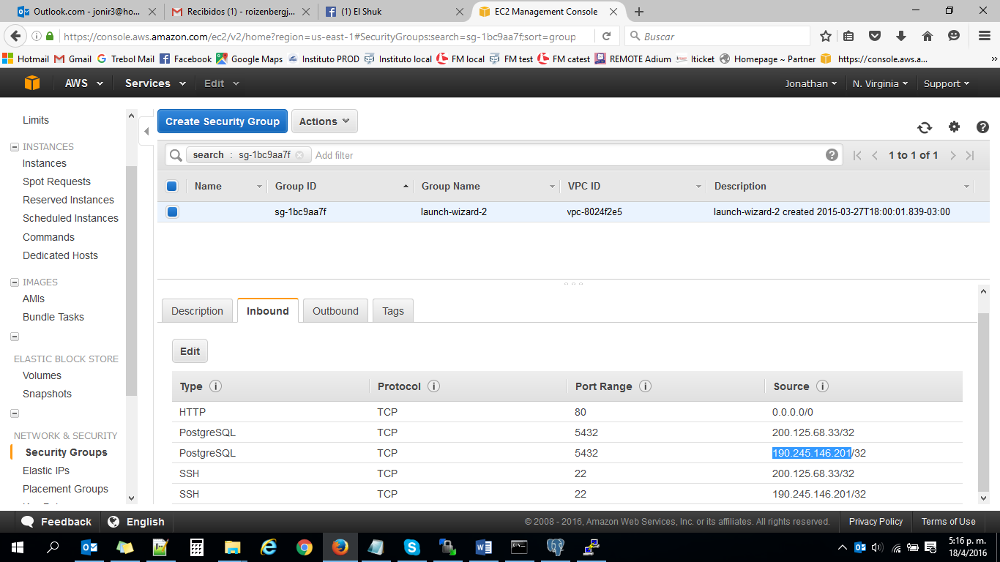 Outlook.com - jonir3@ho...
Recibidos (1) - roizenbergj...
(1) El Shuk
EC2 Management Console
https://console.aws.amazon.com/ec2/v2/home?region=us-east-1#SecurityGroups:search=sg-1bc9aa7f;sort=group
Buscar
Hotmail Gmail Trebol Mail Facebook Google Maps Instituto PROD Instituto local FM local FM test FM catest REMOTE Adium Iticket Homepage ~ Partner https://console.aws.a...
AWS Services Edit Jonathan N. Virginia Support
Limits
INSTANCES
Instances
Spot Requests
Reserved Instances
Scheduled Instances
Commands
Dedicated Hosts
IMAGES
AMIs
Bundle Tasks
ELASTIC BLOCK STORE
Volumes
Snapshots
NETWORK & SECURITY
Security Groups
Elastic IPs
Placement Groups
Create Security Group Actions
search : sg-1bc9aa7f Add filter 1 to 1 of 1
Name Group ID Group Name VPC ID Description
sg-1bc9aa7f launch-wizard-2 vpc-8024f2e5 launch-wizard-2 created 2015-03-27T18:00:01.839-03:00
Description Inbound Outbound Tags
Edit
Type Protocol Port Range Source
HTTP TCP 80 0.0.0.0/0
PostgreSQL TCP 5432 200.125.68.33/32
PostgreSQL TCP 5432 190.245.146.201/32
SSH TCP 22 200.125.68.33/32
SSH TCP 22 190.245.146.201/32
Feedback English © 2008 - 2016, Amazon Web Services, Inc. or its affiliates. All rights reserved. Privacy Policy Terms of Use
5:16 p. m.
18/4/2016